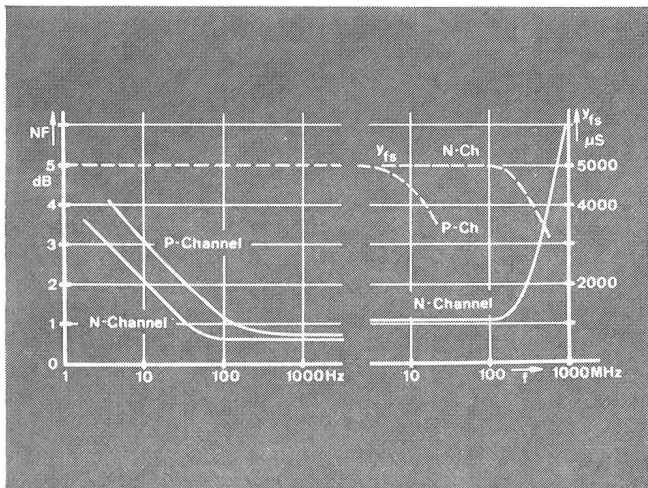 NF
dB
5
4
3
2
1
0
1
10
100
1000Hz
P-Channel
N-Channel
y_fs
N-Ch
P-Ch
N-Channel
y_fs
µS
5000
4000
2000
10
100
f
1000MHz